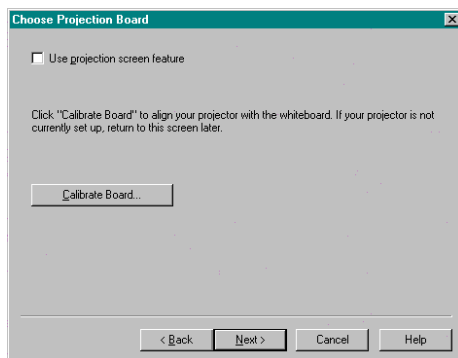 Choose Projection Board
Use projection screen feature
Click "Calibrate Board" to align your projector with the whiteboard. If your projector is not
currently set up, return to this screen later.
Calibrate Board...
< Back Next > Cancel Help